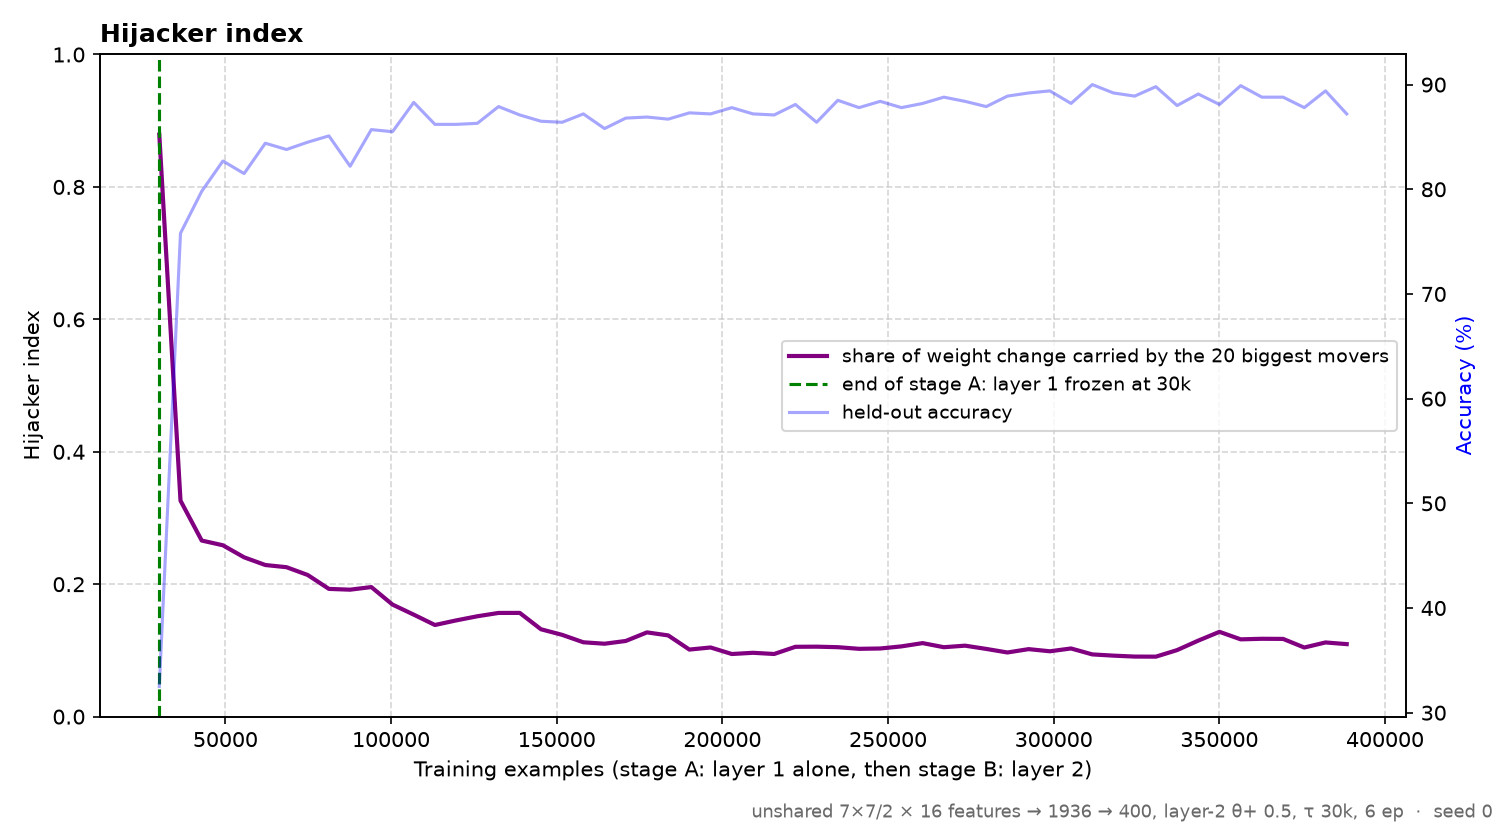 Hijacker index
1.0
0.8
0.6
0.4
0.2
0.0
Hijacker index
90
80
70
60
50
40
30
Accuracy (%)
share of weight change carried by the 20 biggest movers
end of stage A: layer 1 frozen at 30k
held-out accuracy
50000 100000 150000 200000 250000 300000 350000 400000
Training examples (stage A: layer 1 alone, then stage B: layer 2)
unshared 7×7/2 × 16 features → 1936 → 400, layer-2 θ+ 0.5, τ 30k, 6 ep · seed 0